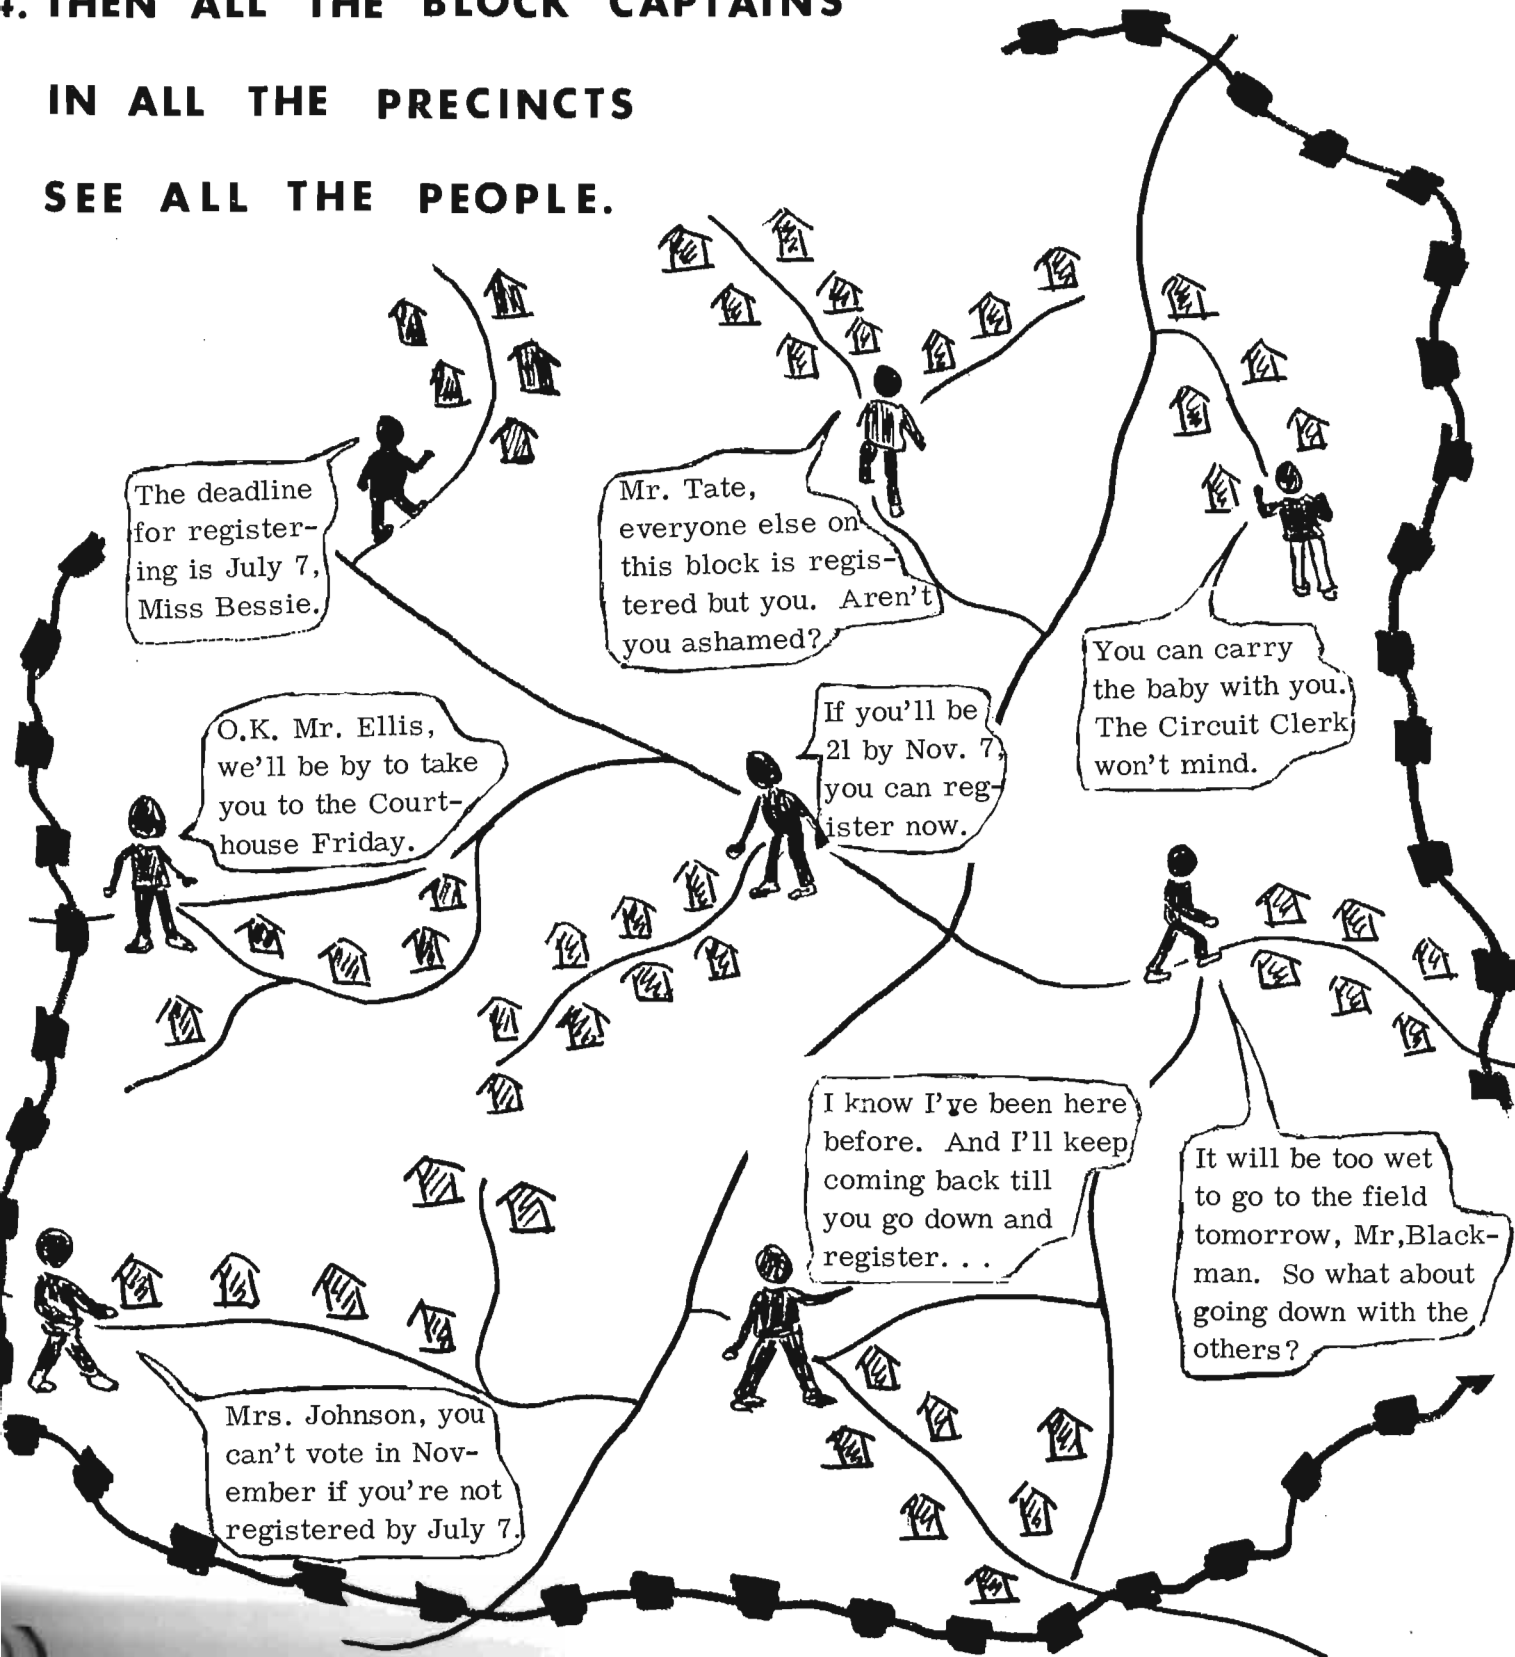 4. THEN ALL THE BLOCK CAPTAINS
IN ALL THE PRECINCTS
SEE ALL THE PEOPLE.
The deadline
for register-
ing is July 7,
Miss Bessie.
Mr. Tate,
everyone else on
this block is regis-
tered but you. Aren't
you ashamed?
You can carry
the baby with you.
The Circuit Clerk
won't mind.
O.K. Mr. Ellis,
we'll be by to take
you to the Court-
house Friday.
If you'll be
21 by Nov. 7,
you can reg-
ister now.
I know I've been here
before. And I'll keep
coming back till
you go down and
register. . .
It will be too wet
to go to the field
tomorrow, Mr,Black-
man. So what about
going down with the
others?
Mrs. Johnson, you
can't vote in Nov-
ember if you're not
registered by July 7.